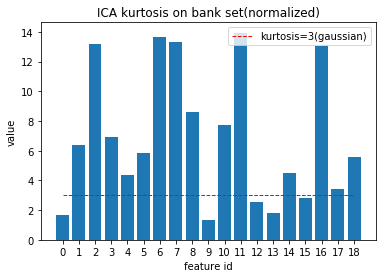 ICA kurtosis on bank set(normalized)
kurtosis=3(gaussian)
value
14
12
10
8
6
4
2
0
0 1 2 3 4 5 6 7 8 9 10 11 12 13 14 15 16 17 18
feature id